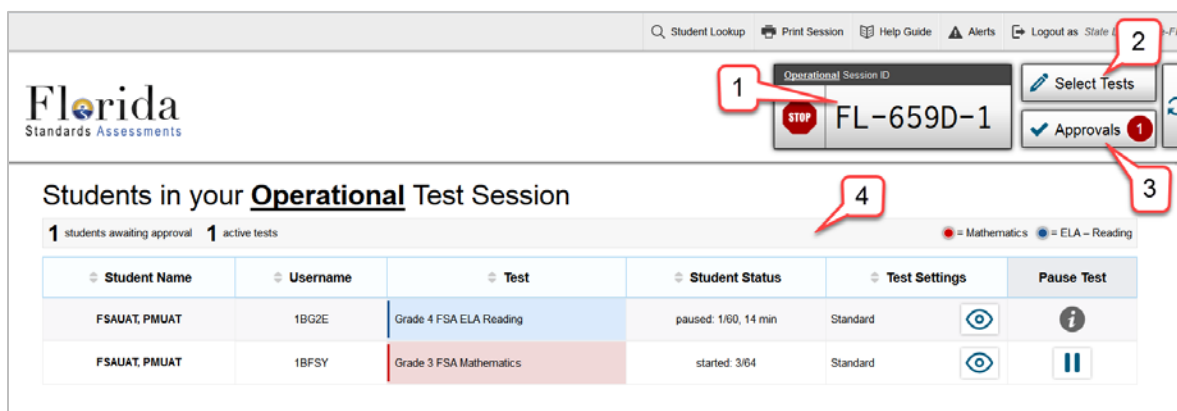 Student Lookup Print Session Help Guide Alerts Logout as State
2
Florida
Standards Assessments
1
Operational Session ID
STOP FL-659D-1
Select Tests
Approvals 1
3
Students in your Operational Test Session
4
1 students awaiting approval 1 active tests
= Mathematics = ELA – Reading
Student Name Username Test Student Status Test Settings Pause Test
FSAUAT, PMUAT 1BG2E Grade 4 FSA ELA Reading paused: 1/60, 14 min Standard
FSAUAT, PMUAT 1BFSY Grade 3 FSA Mathematics started: 3/64 Standard